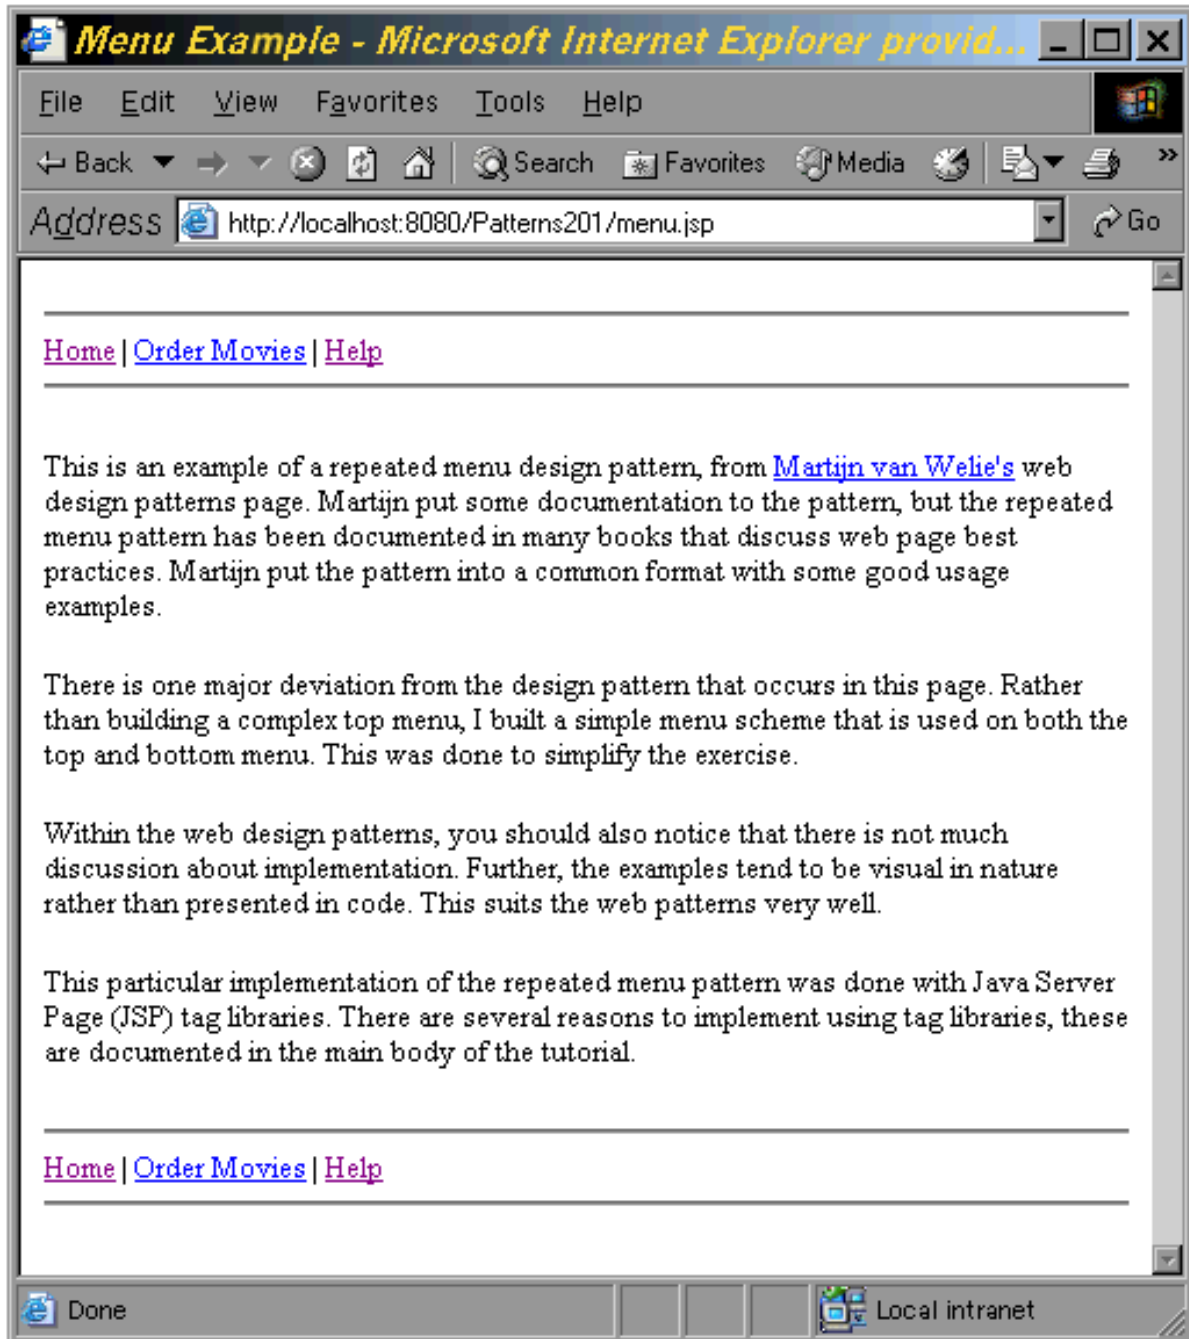 Menu Example - Microsoft Internet Explorer provid...
File Edit View Favorites Tools Help
Back Search Favorites Media »
Address http://localhost:8080/Patterns201/menu.jsp Go
Home | Order Movies | Help
This is an example of a repeated menu design pattern, from Martijn van Welie's web
design patterns page. Martijn put some documentation to the pattern, but the repeated
menu pattern has been documented in many books that discuss web page best
practices. Martijn put the pattern into a common format with some good usage
examples.
There is one major deviation from the design pattern that occurs in this page. Rather
than building a complex top menu, I built a simple menu scheme that is used on both the
top and bottom menu. This was done to simplify the exercise.
Within the web design patterns, you should also notice that there is not much
discussion about implementation. Further, the examples tend to be visual in nature
rather than presented in code. This suits the web patterns very well.
This particular implementation of the repeated menu pattern was done with Java Server
Page (JSP) tag libraries. There are several reasons to implement using tag libraries, these
are documented in the main body of the tutorial.
Home | Order Movies | Help
Done Local intranet